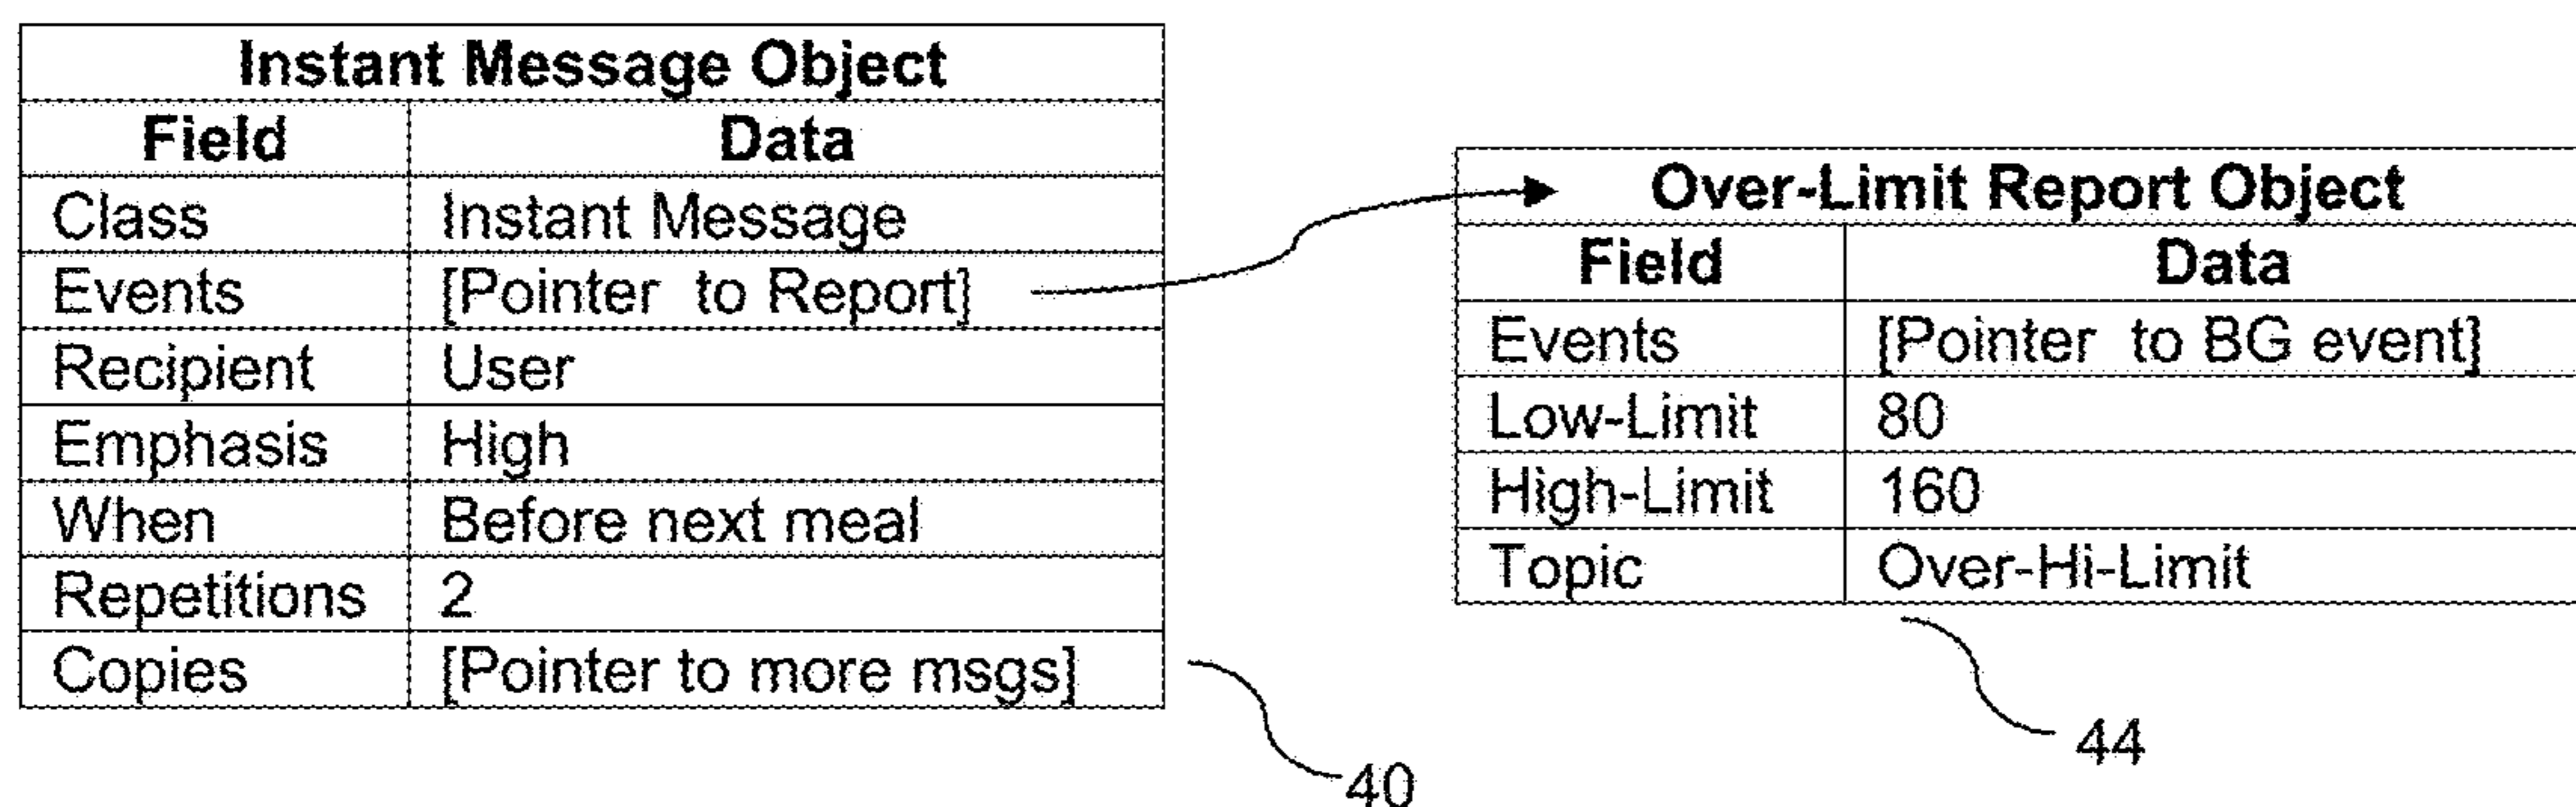 Instant Message Object
Field Data
Class Instant Message
Events [Pointer to Report]
Recipient User
Emphasis High
When Before next meal
Repetitions 2
Copies [Pointer to more msgs]
40
Over-Limit Report Object
Field Data
Events [Pointer to BG event]
Low-Limit 80
High-Limit 160
Topic Over-Hi-Limit
44